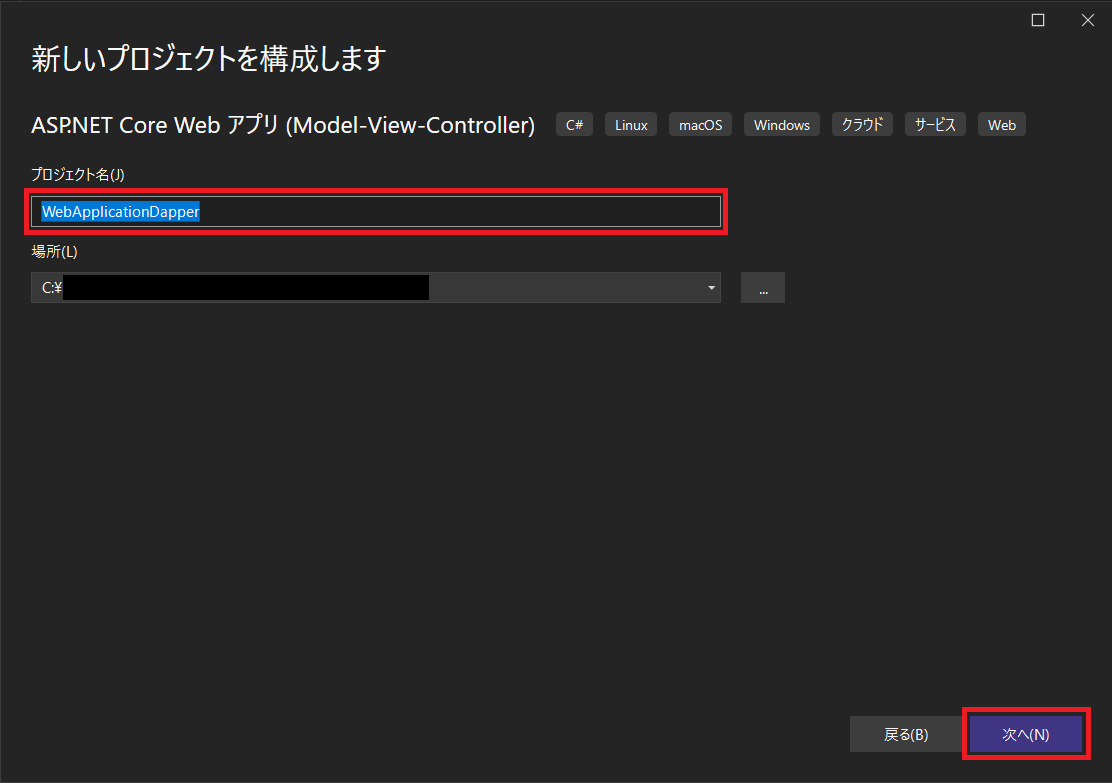 新しいプロジェクトを構成します
ASP.NET Core Web アプリ (Model-View-Controller) C# Linux macOS Windows クラウド サービス Web
プロジェクト名(J)
WebApplicationDapper
場所(L)
C:¥
...
戻る(B) 次へ(N)